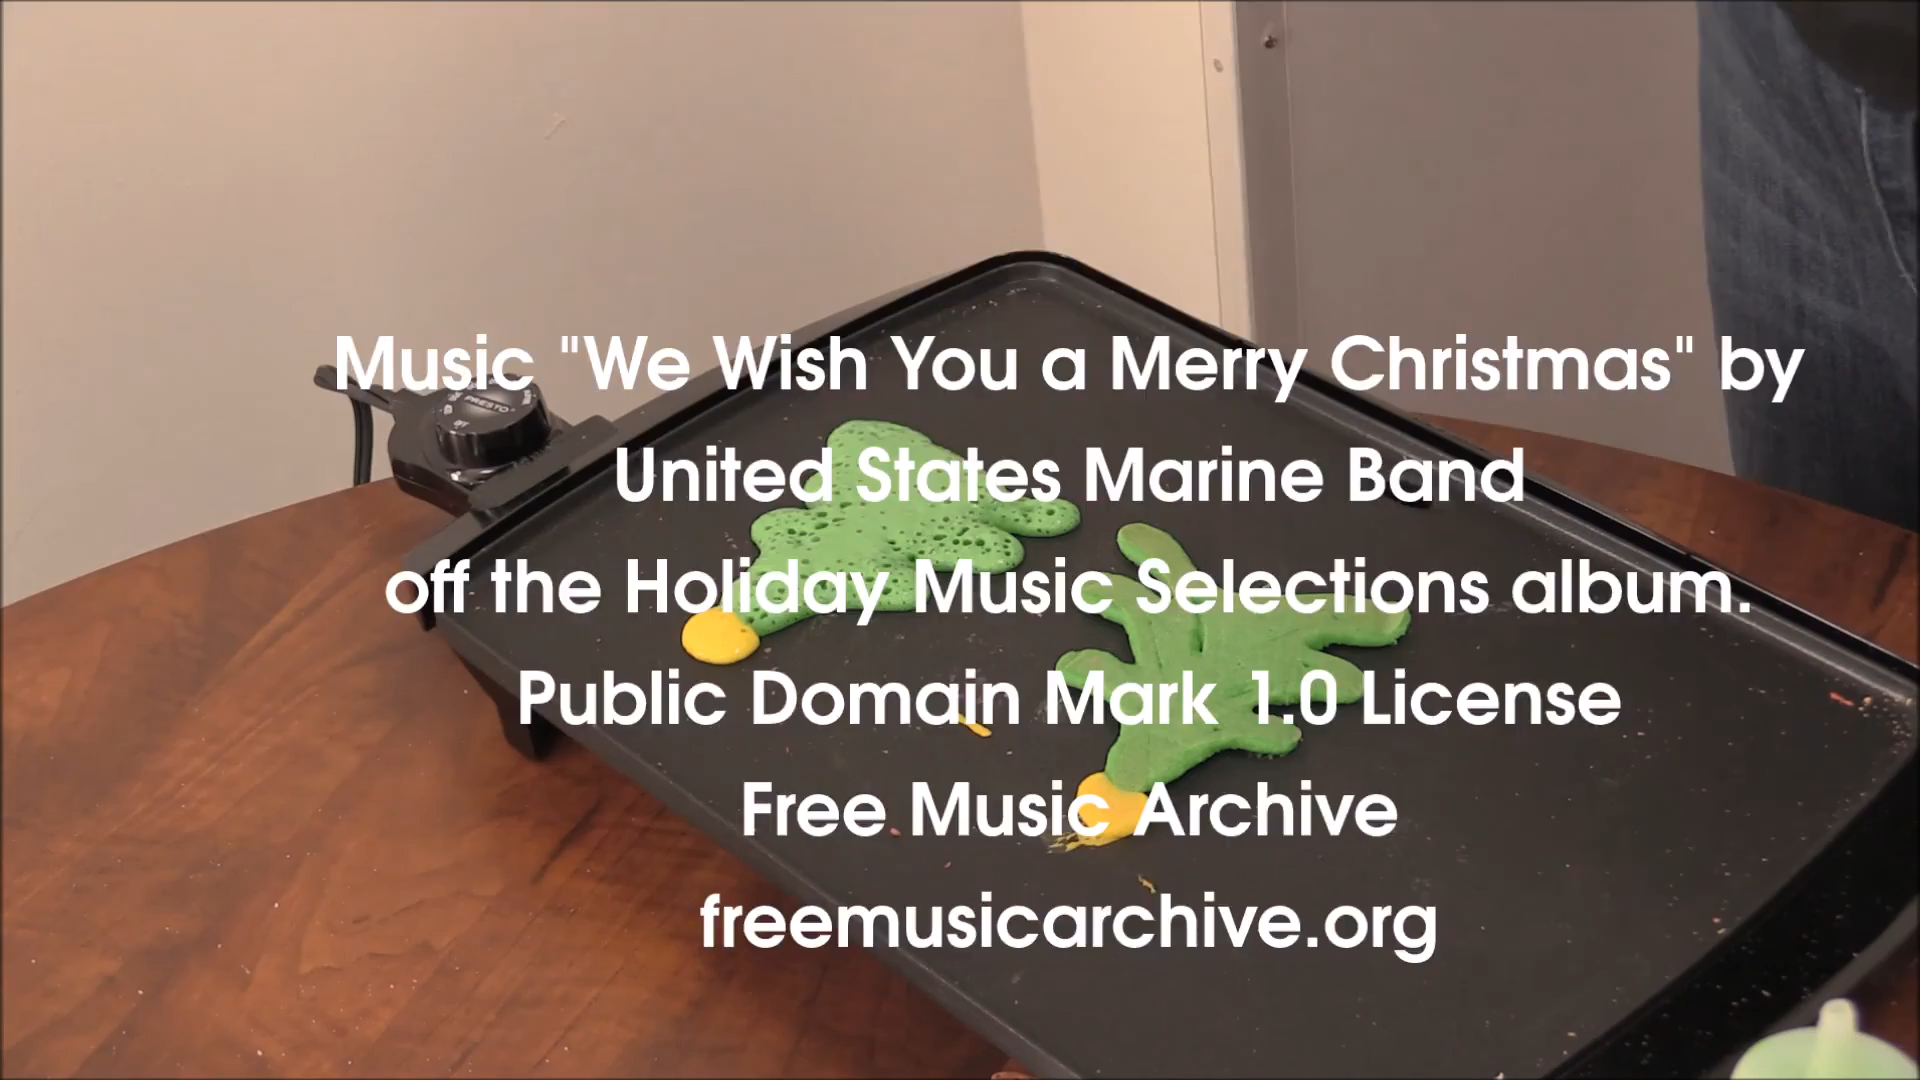 Music "We Wish You a Merry Christmas" by
United States Marine Band
off the Holiday Music Selections album.
Public Domain Mark 1.0 License
Free Music Archive
freemusicarchive.org
PRESTO